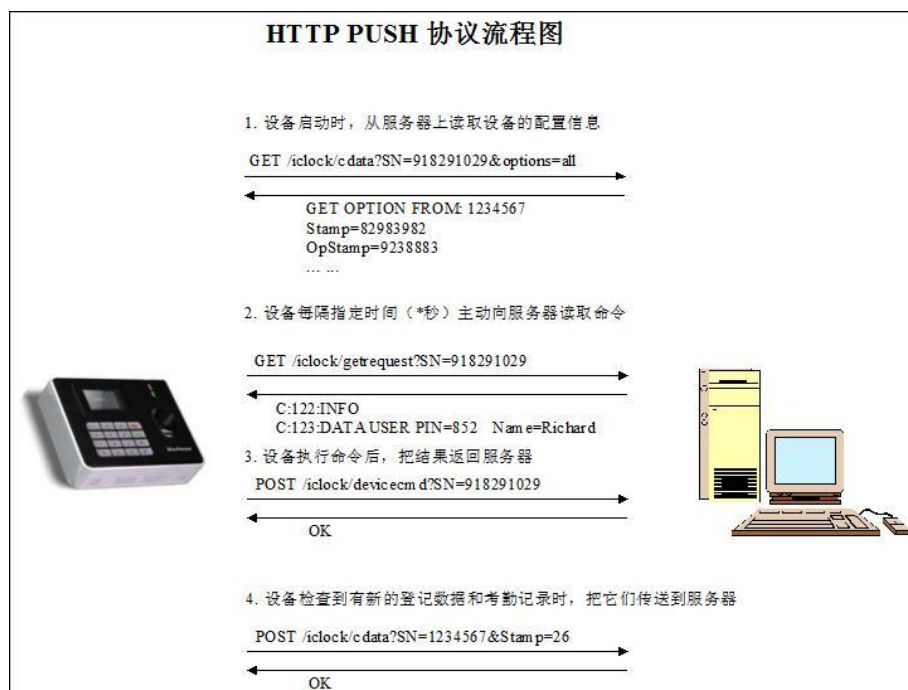 HTTP PUSH 协议流程图
1. 设备启动时，从服务器上读取设备的配置信息
GET /iclock/cdata?SN=918291029&options=all
GET OPTION FROM: 1234567
Stamp=82983982
OpStamp=9238883
... ...
2. 设备每隔指定时间（*秒）主动向服务器读取命令
GET /iclock/getrequest?SN=918291029
C:122:INFO
C:123:DATA USER PIN=852 Name=Richard
3. 设备执行命令后，把结果返回服务器
POST /iclock/devicecmd?SN=918291029
OK
4. 设备检查到有新的登记数据和考勤记录时，把它们传送到服务器
POST /iclock/cdata?SN=1234567&Stamp=26
OK